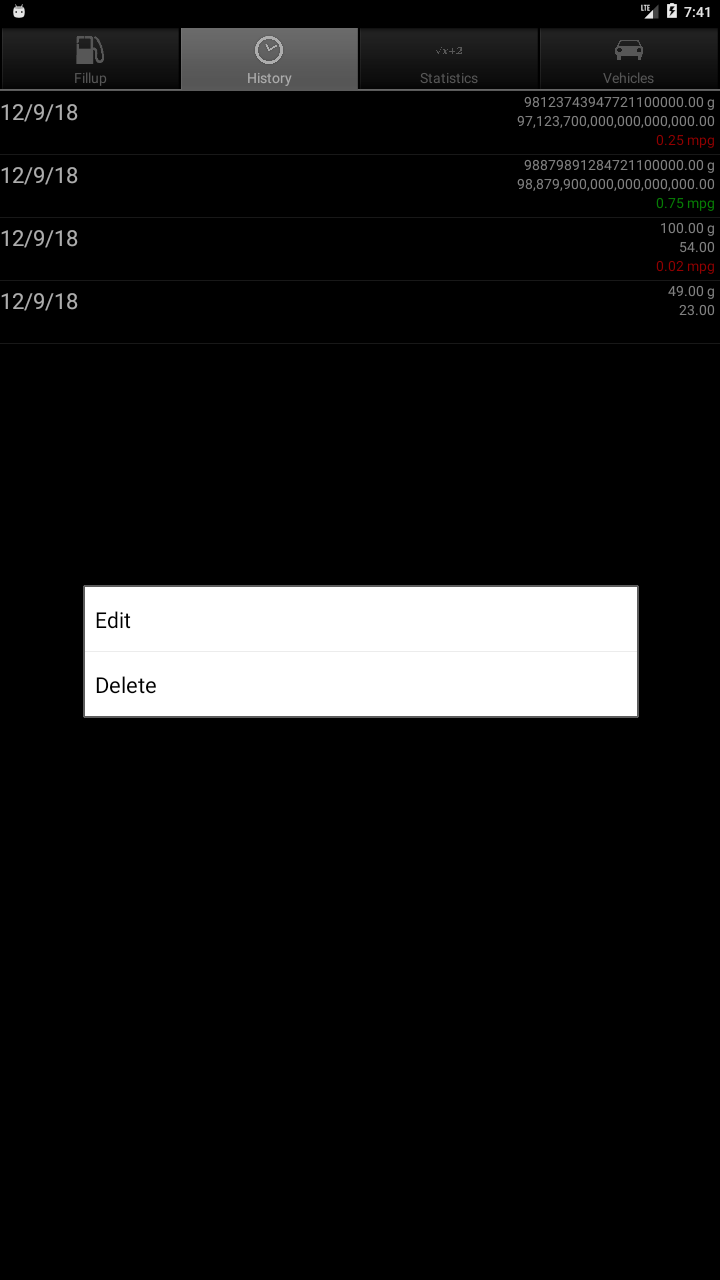 LTE 7:41
Fillup
History
√x+2
Statistics
Vehicles
12/9/18
98123743947721100000.00 g
97,123,700,000,000,000,000.00
0.25 mpg
12/9/18
98879891284721100000.00 g
98,879,900,000,000,000,000.00
0.75 mpg
12/9/18
100.00 g
54.00
0.02 mpg
12/9/18
49.00 g
23.00
Edit
Delete